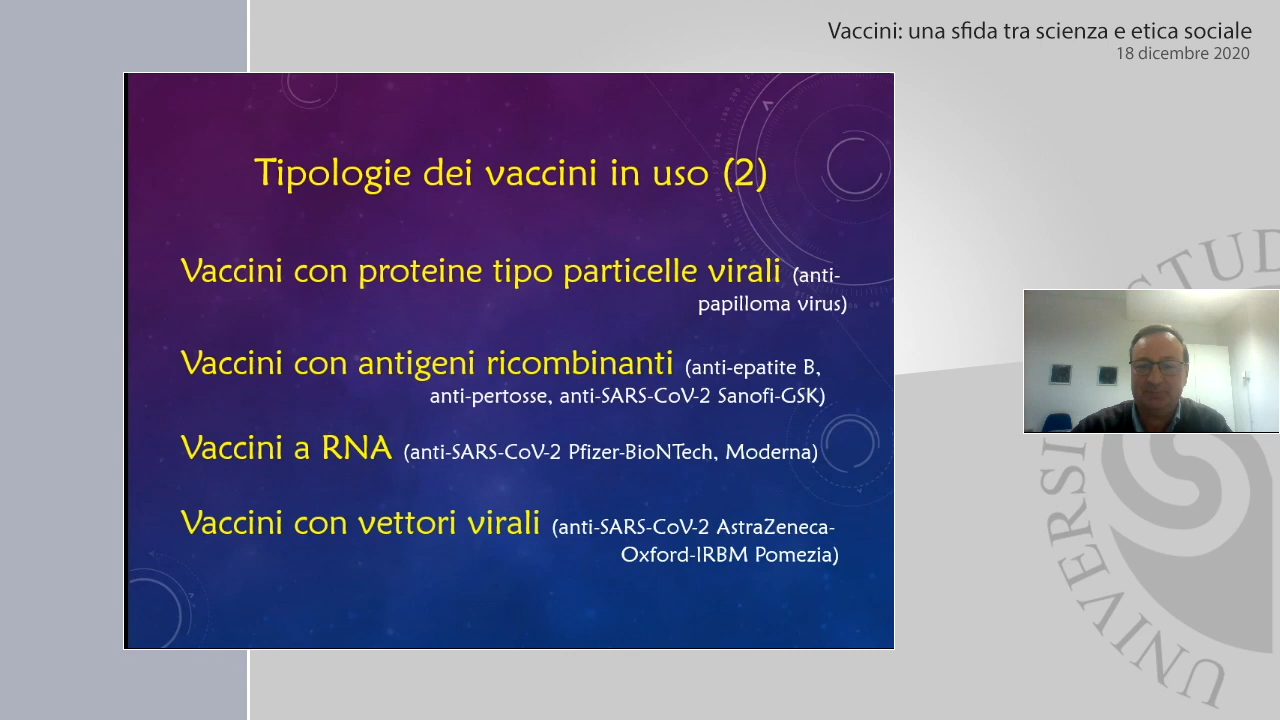 Vaccini: una sfida tra scienza e etica sociale
18 dicembre 2020
Tipologie dei vaccini in uso (2)
Vaccini con proteine tipo particelle virali (anti-
papilloma virus)
Vaccini con antigeni ricombinanti (anti-epatite B,
anti-pertosse, anti-SARS-CoV-2 Sanofi-GSK)
Vaccini a RNA (anti-SARS-CoV-2 Pfizer-BioNTech, Moderna)
Vaccini con vettori virali (anti-SARS-CoV-2 AstraZeneca-
Oxford-IRBM Pomezia)
STUD
UNIVERSI